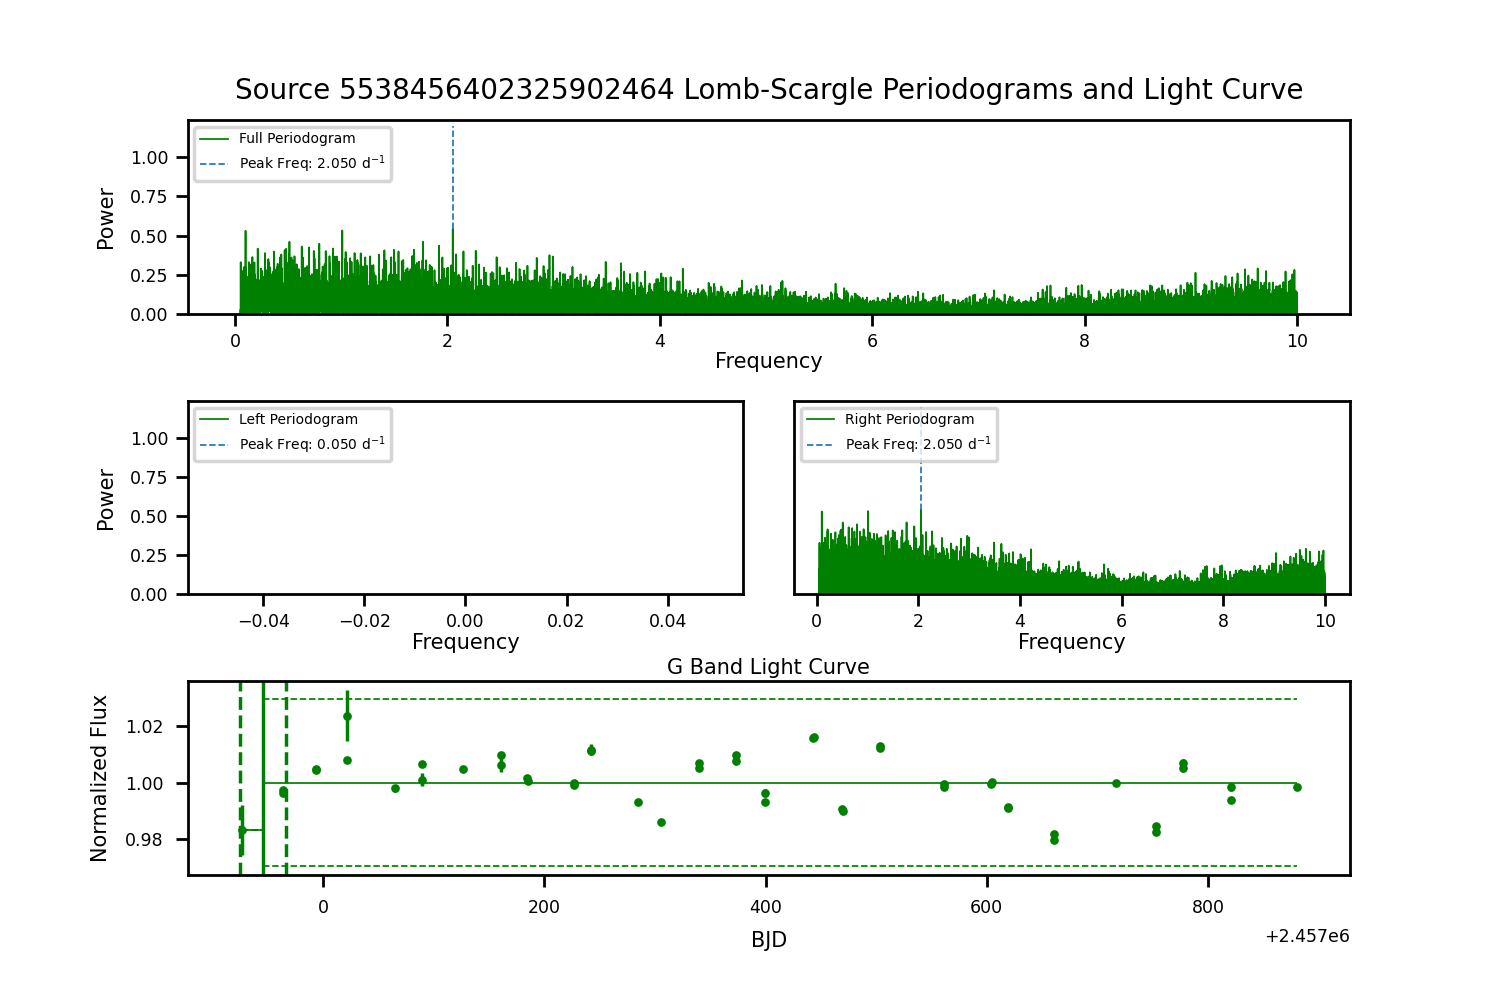 Source 5538456402325902464 Lomb-Scargle Periodograms and Light Curve
Full Periodogram
Peak Freq: 2.050 d⁻¹
Power
1.00
0.75
0.50
0.25
0.00
0 2 4 6 8 10
Frequency
Left Periodogram
Peak Freq: 0.050 d⁻¹
Power
1.00
0.75
0.50
0.25
0.00
−0.04 −0.02 0.00 0.02 0.04
Frequency
Right Periodogram
Peak Freq: 2.050 d⁻¹
0 2 4 6 8 10
Frequency
G Band Light Curve
Normalized Flux
1.02
1.00
0.98
0 200 400 600 800
BJD
+2.457e6